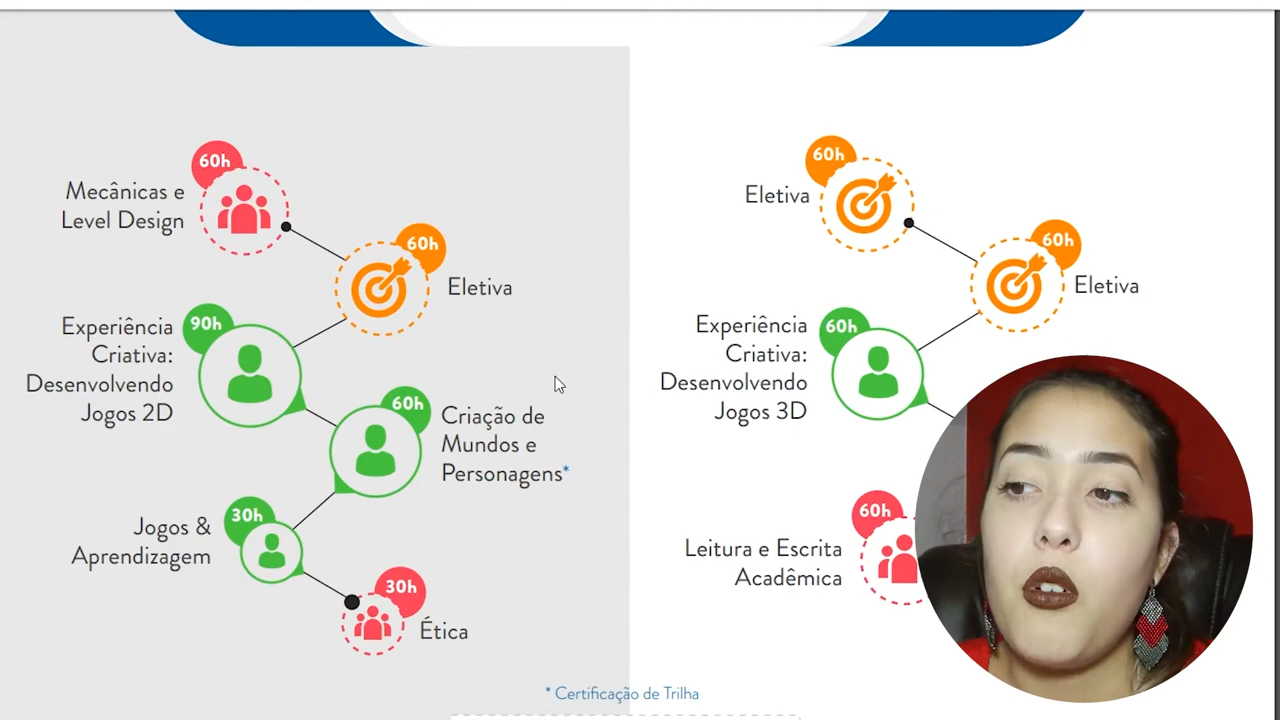 60h
Mecânicas e
Level Design
60h
Eletiva
90h
Experiência
Criativa:
Desenvolvendo
Jogos 2D
60h
Criação de
Mundos e
Personagens*
30h
Jogos &
Aprendizagem
30h
Ética
60h
Eletiva
60h
Eletiva
60h
Experiência
Criativa:
Desenvolvendo
Jogos 3D
60h
Leitura e Escrita
Acadêmica
* Certificação de Trilha